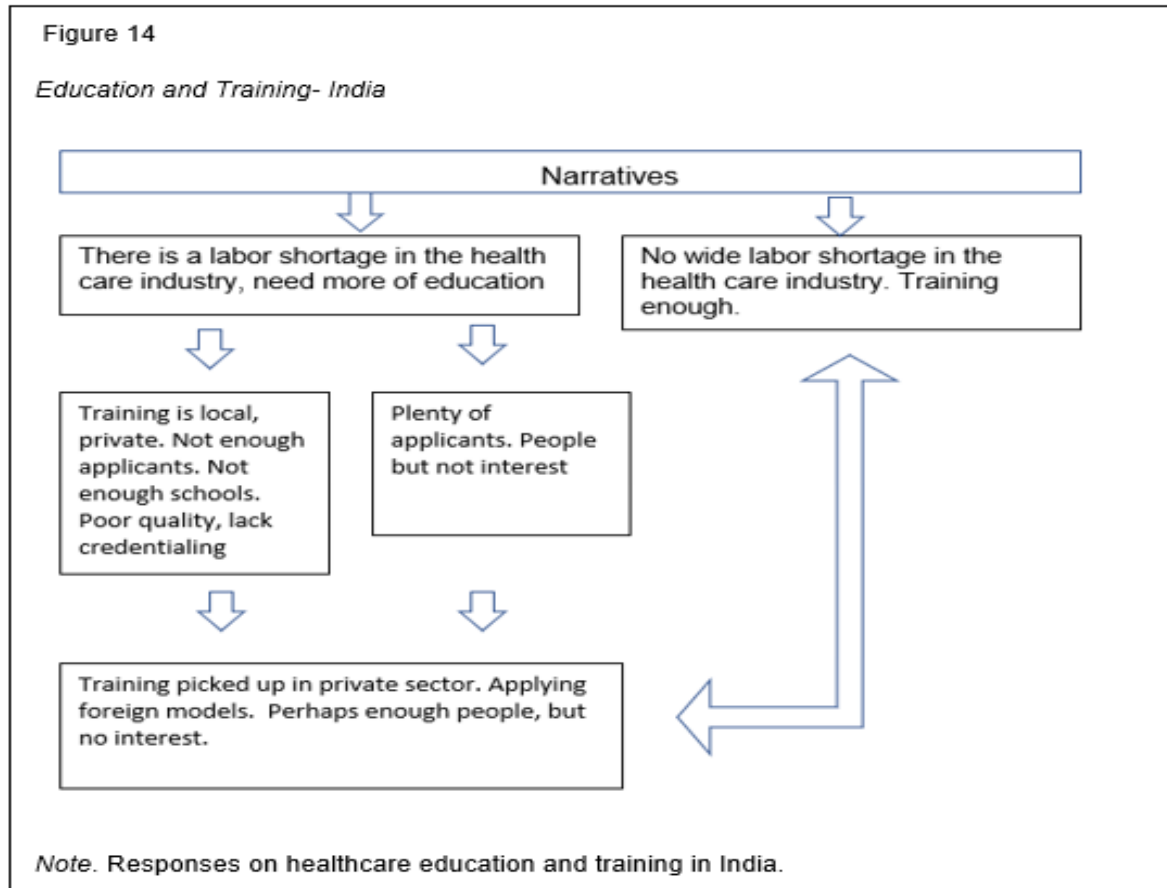 Figure 14
Education and Training- India
Narratives
There is a labor shortage in the health
care industry, need more of education
No wide labor shortage in the
health care industry. Training
enough.
Training is local,
private. Not enough
applicants. Not
enough schools.
Poor quality, lack
credentialing
Plenty of
applicants. People
but not interest
Training picked up in private sector. Applying
foreign models.  Perhaps enough people, but
no interest.
Note. Responses on healthcare education and training in India.